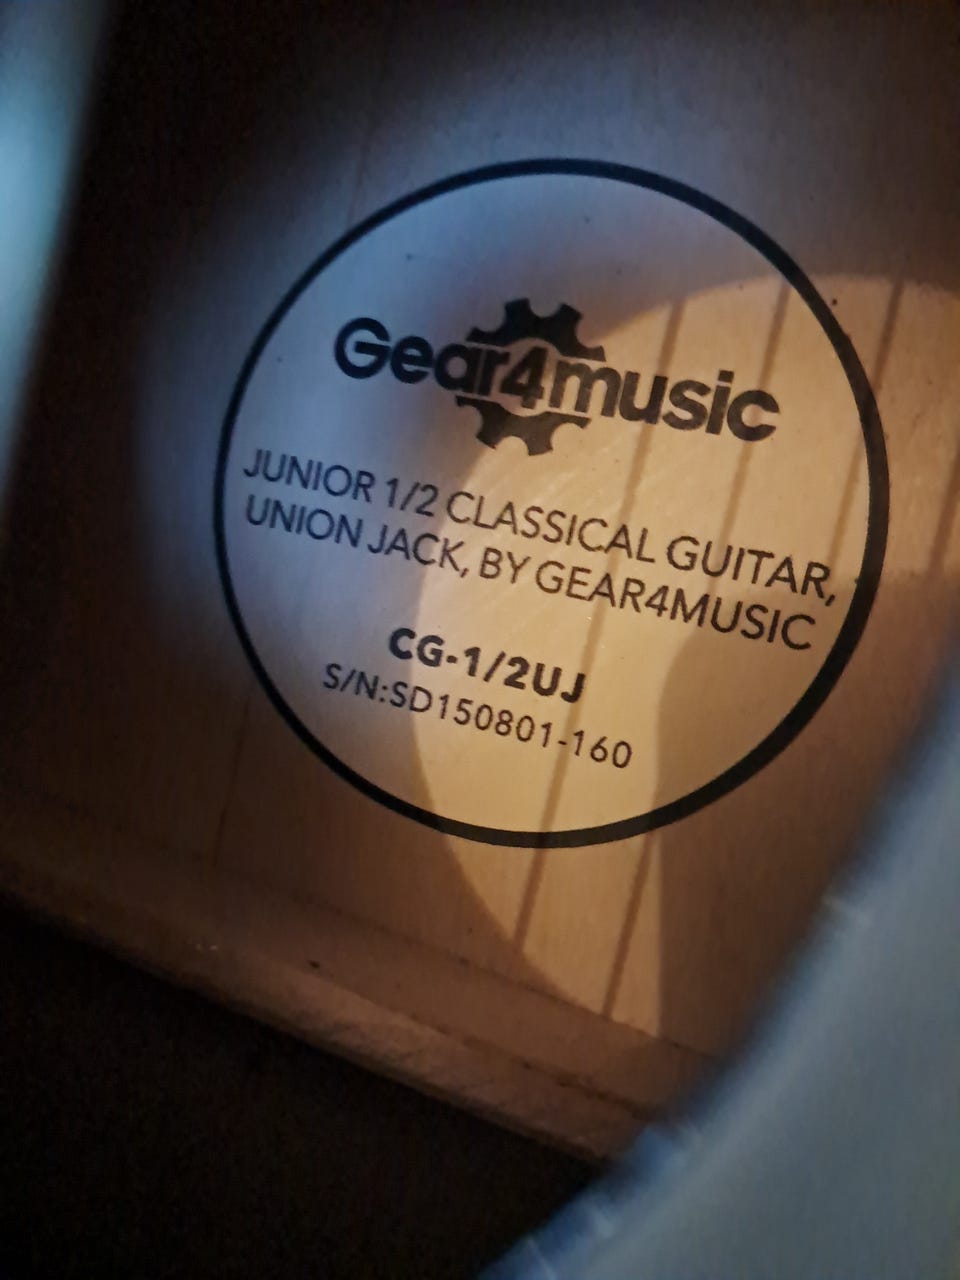 Gear4music
JUNIOR 1/2 CLASSICAL GUITAR,
UNION JACK, BY GEAR4MUSIC
CG-1/2UJ
S/N:SD150801-160